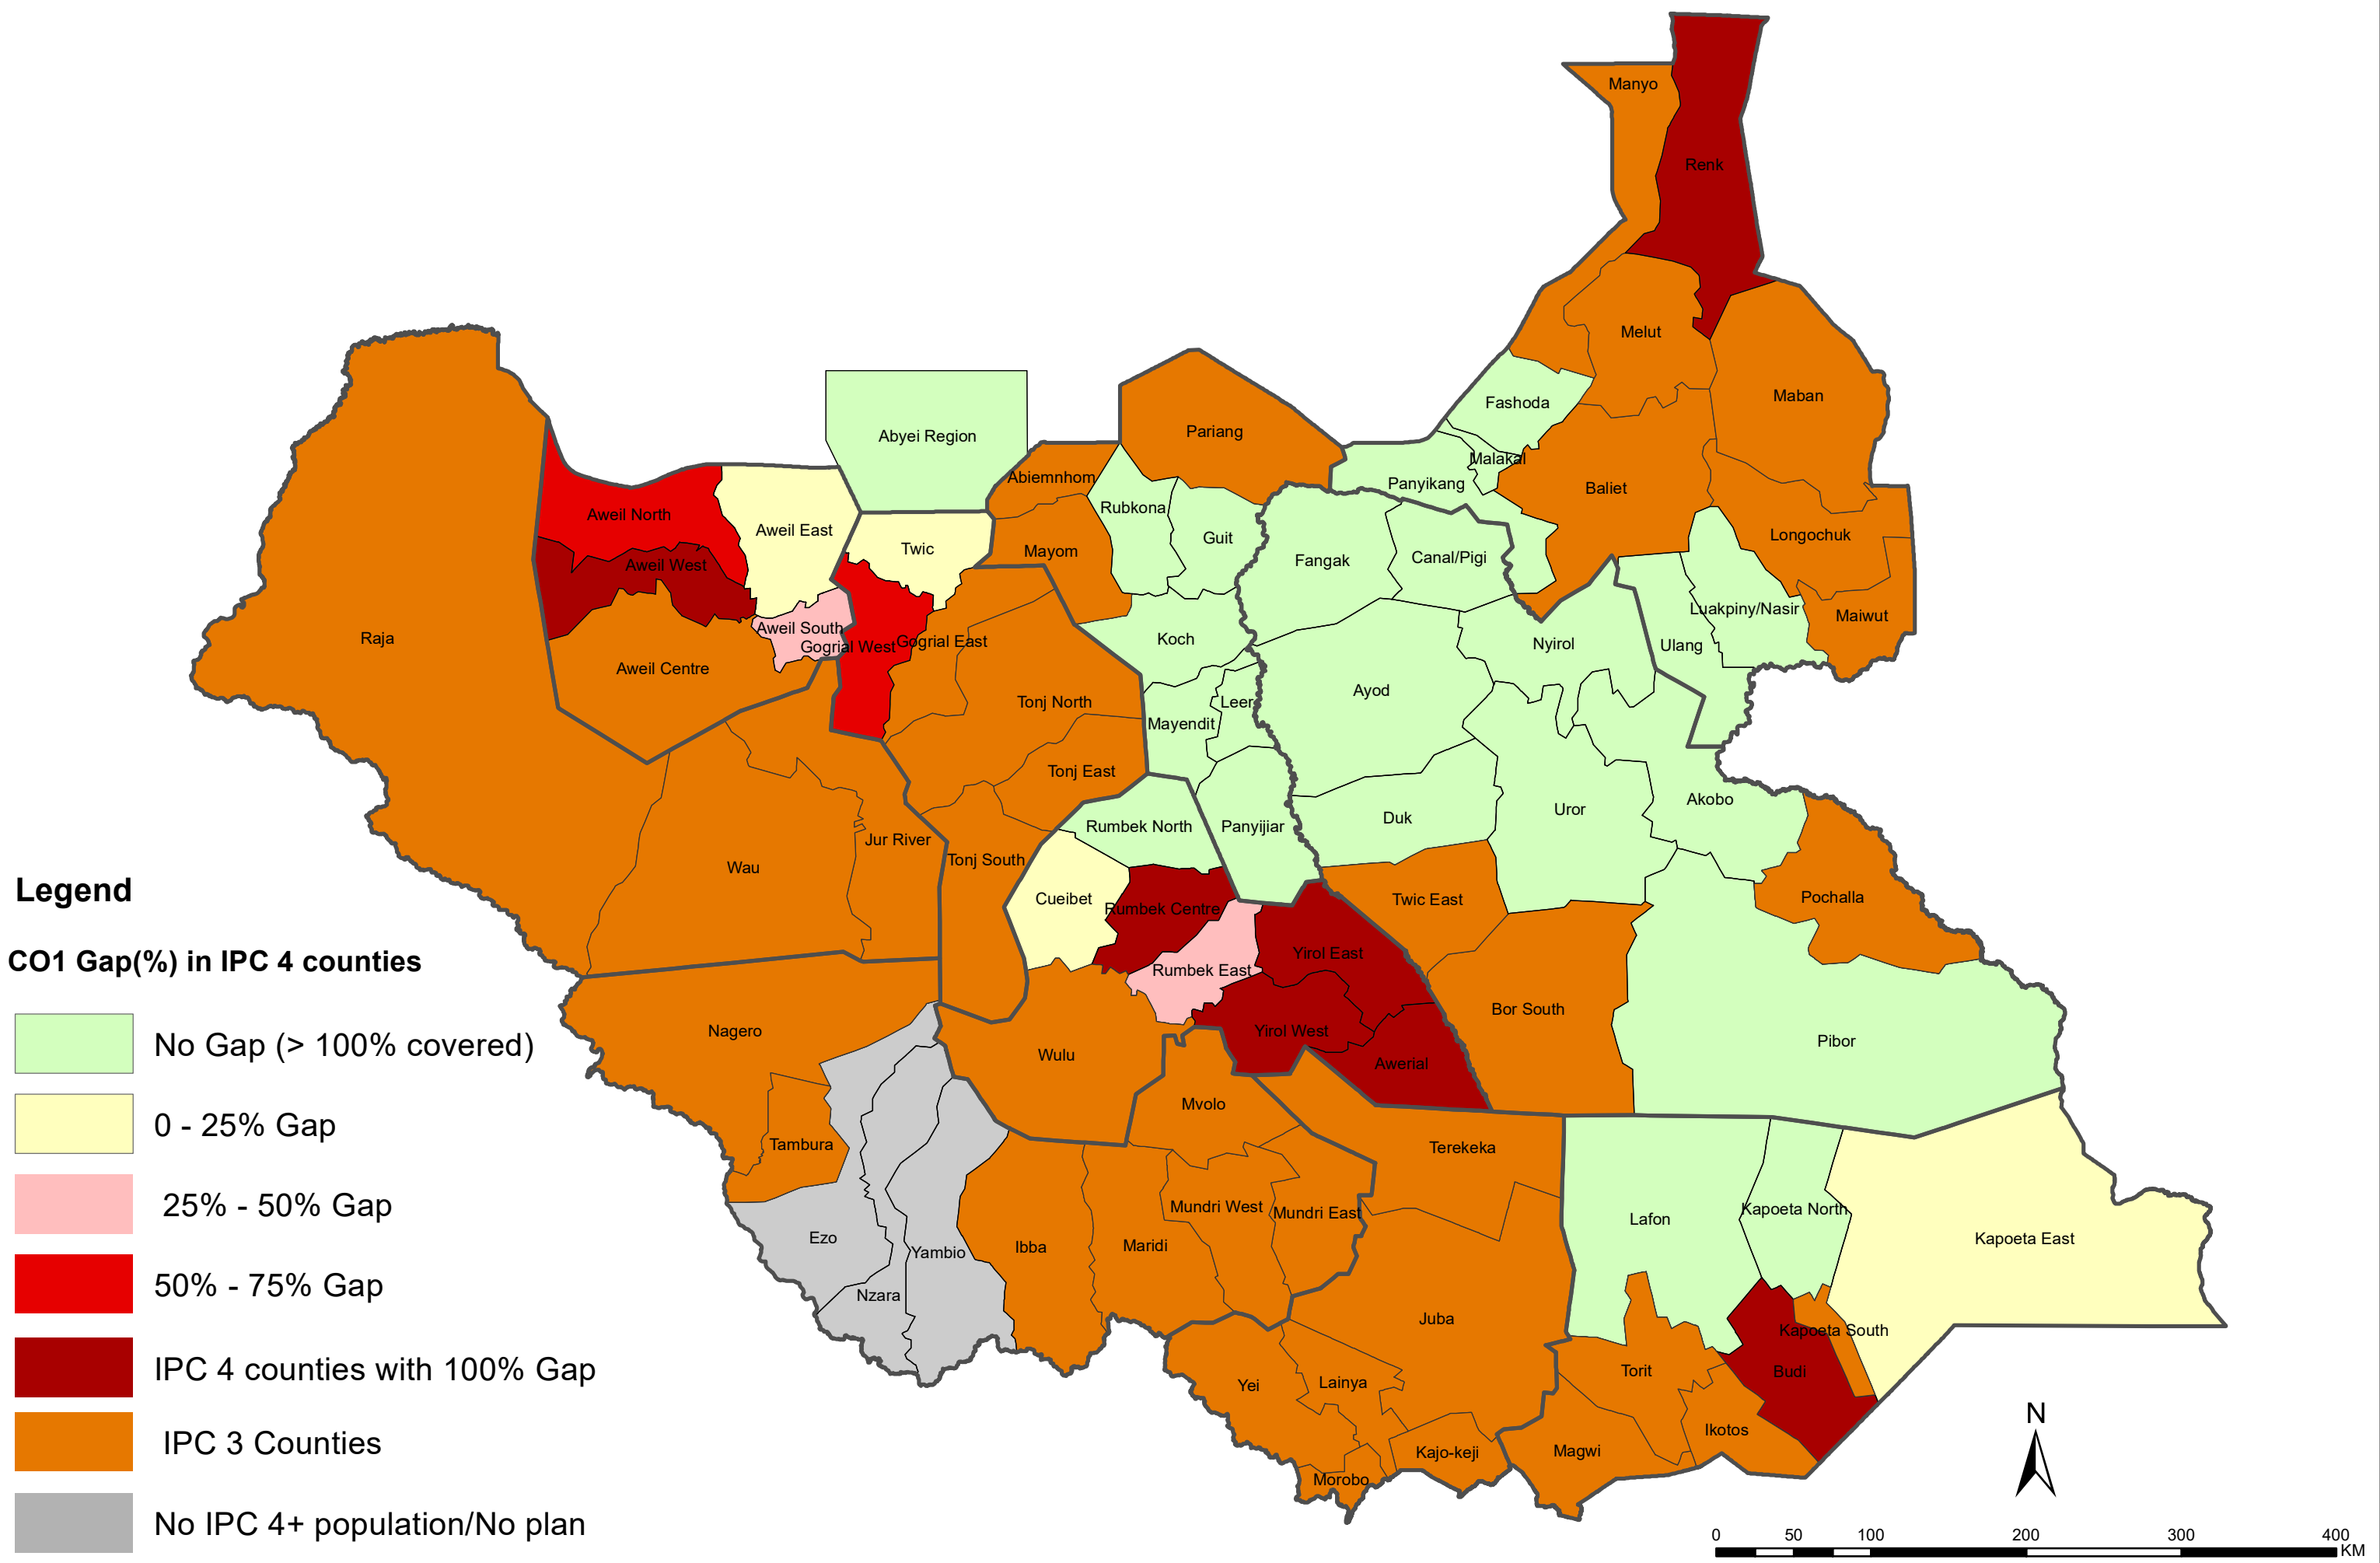 Manyo
Renk
Melut
Maban
Fashoda
Abyei Region
Pariang
Malakal
Abiemnhom
Panyikang
Baliet
Rubkona
Aweil North
Aweil East
Guit
Longochuk
Twic
Mayom
Fangak
Canal/Pigi
Aweil West
Luakpiny/Nasir
Maiwut
Aweil South
Raja
Koch
Gogrial East
Nyirol
Ulang
Gogrial West
Aweil Centre
Ayod
Tonj North
Leer
Mayendit
Tonj East
Akobo
Uror
Duk
Rumbek North
Panyijiar
Jur River
Tonj South
Wau
Legend
Cueibet
Twic East
Pochalla
Rumbek Centre
Yirol East
CO1 Gap(%) in IPC 4 counties
Rumbek East
Bor South
Nagero
Yirol West
Pibor
No Gap (> 100% covered)
Wulu
Awerial
Mvolo
0 - 25% Gap
Tambura
Terekeka
25% - 50% Gap
Mundri West
Mundri East
Kapoeta North
Lafon
Ezo
Kapoeta East
Ibba
Maridi
Yambio
50% - 75% Gap
Nzara
Juba
Kapoeta South
IPC 4 counties with 100% Gap
Torit
Budi
Yei
Lainya
N
Ikotos
IPC 3 Counties
Kajo-keji
Magwi
Morobo
No IPC 4+ population/No plan
0 50 100 200 300 400
KM